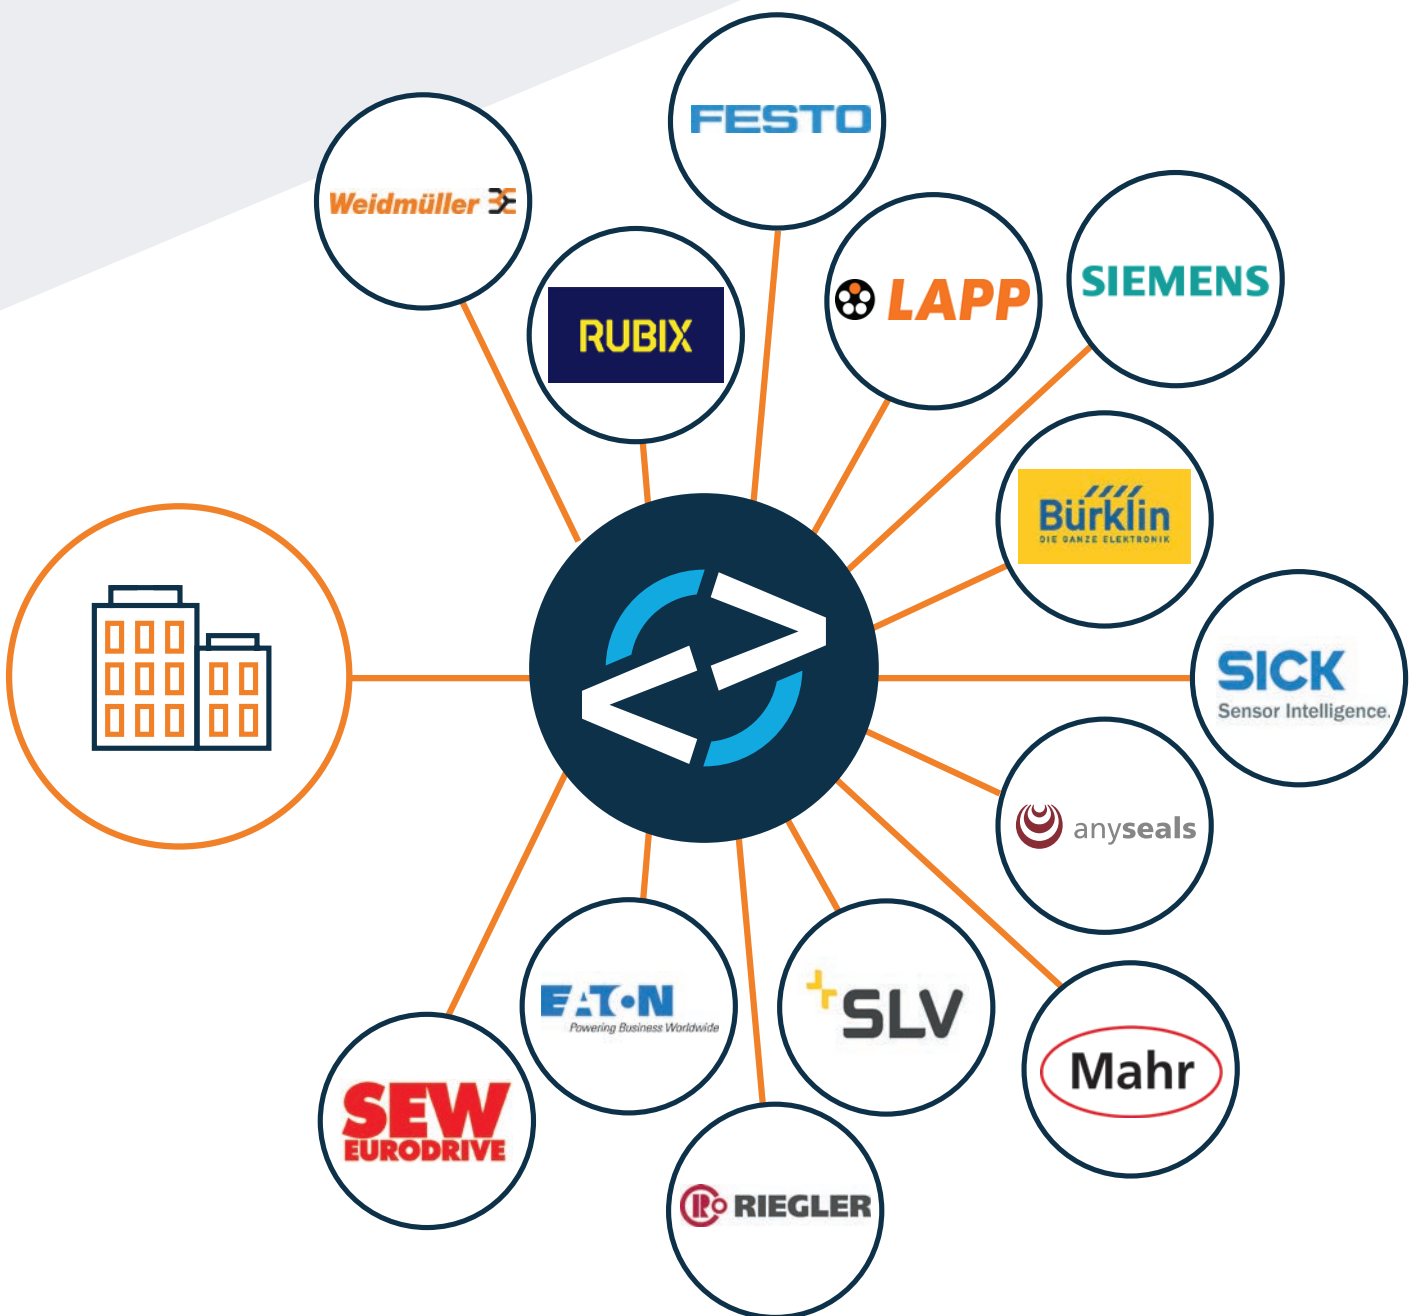 FESTO
Weidmüller
LAPP
SIEMENS
RUBIX
Bürklin
DIE GANZE ELEKTRONIK
SICK
Sensor Intelligence.
anyseals
EATON
Powering Business Worldwide
SLV
Mahr
SEW
EURODRIVE
RIEGLER